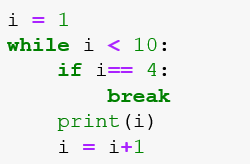 i = 1
while i < 10:
    if i== 4:
        break
    print(i)
    i = i+1